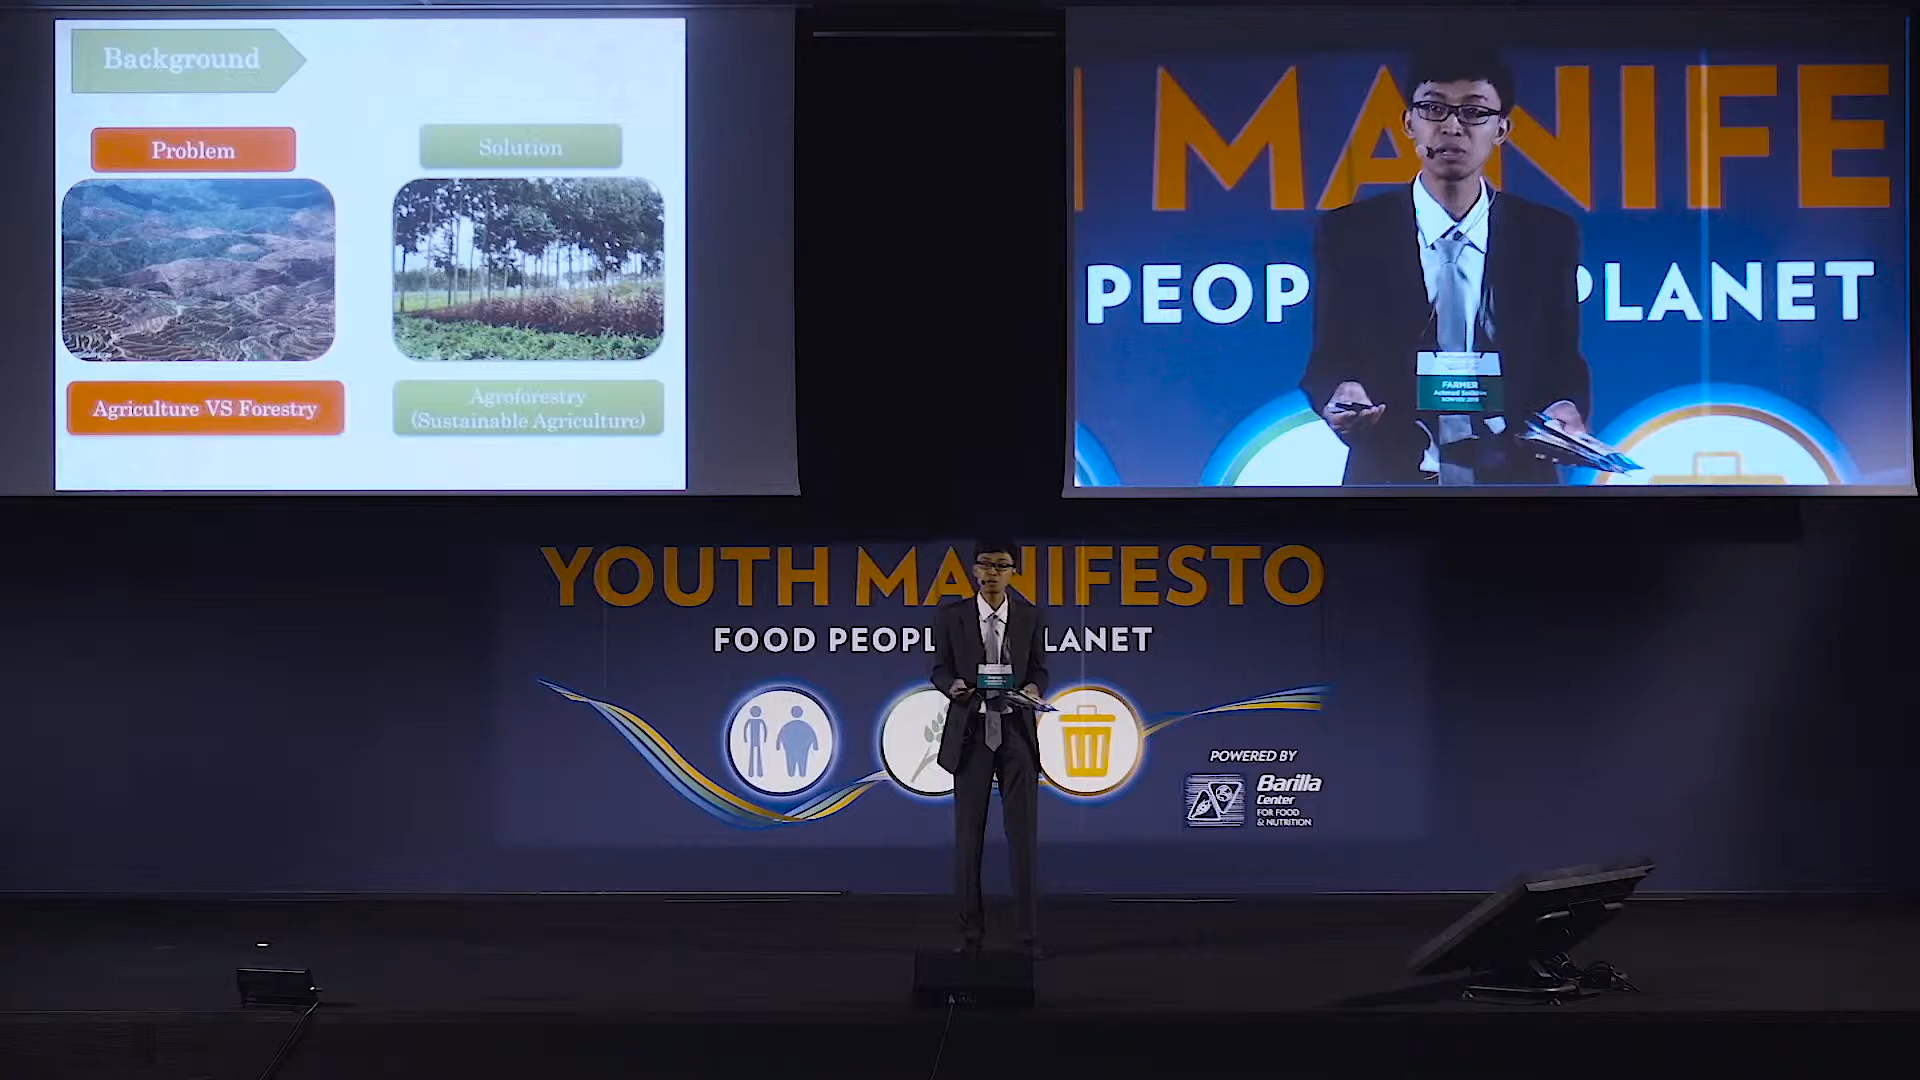 Background
Problem
Solution
Agriculture VS Forestry
Agroforestry
(Sustainable Agriculture)
MANIFE
PEOP
PLANET
FARMER
YOUTH MANIFESTO
FOOD PEOPL LANET
POWERED BY
Barilla
Center
FOR FOOD
& NUTRITION